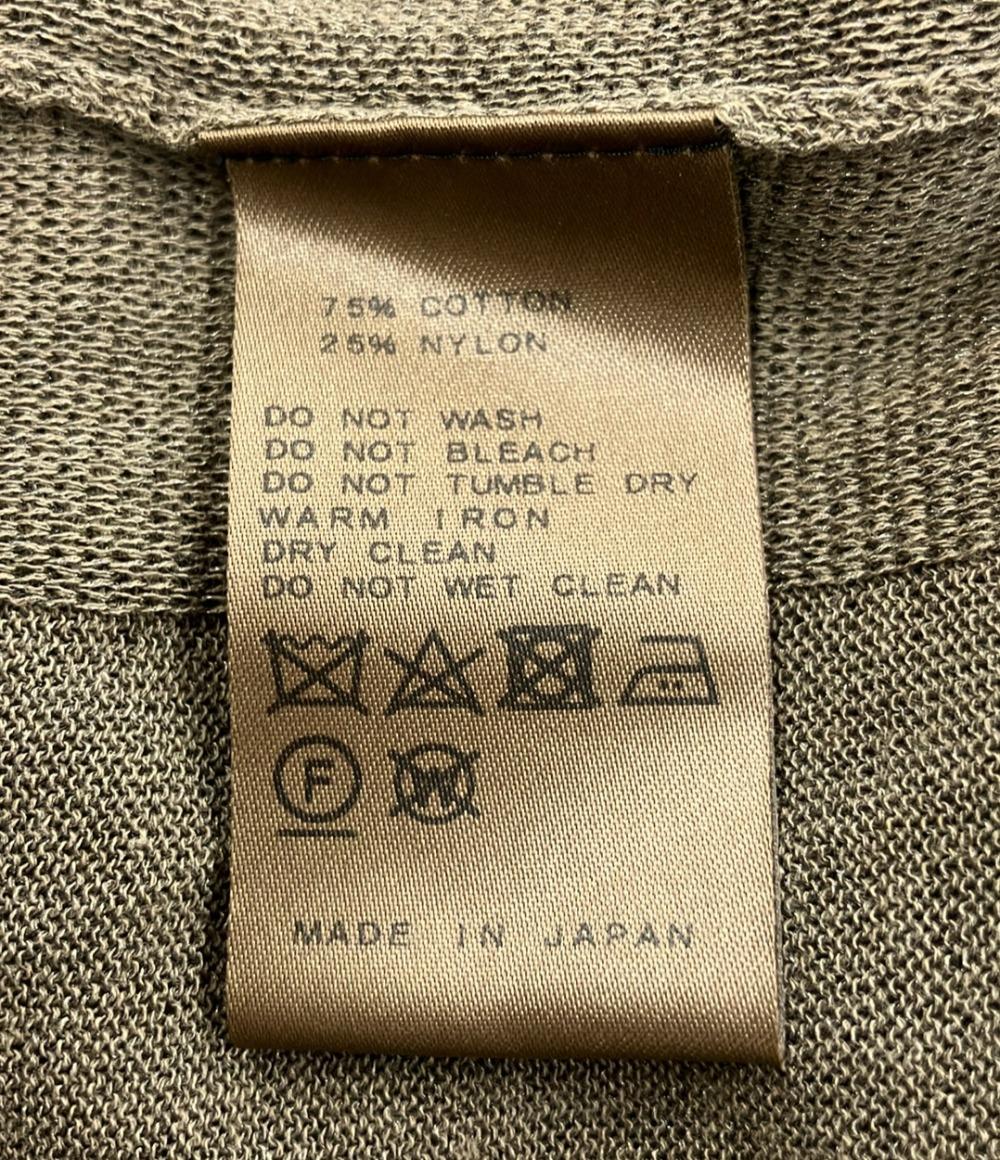 75% COTTON
25% NYLON
DO NOT WASH
DO NOT BLEACH
DO NOT TUMBLE DRY
WARM IRON
DRY CLEAN
DO NOT WET CLEAN
F W
MADE IN JAPAN